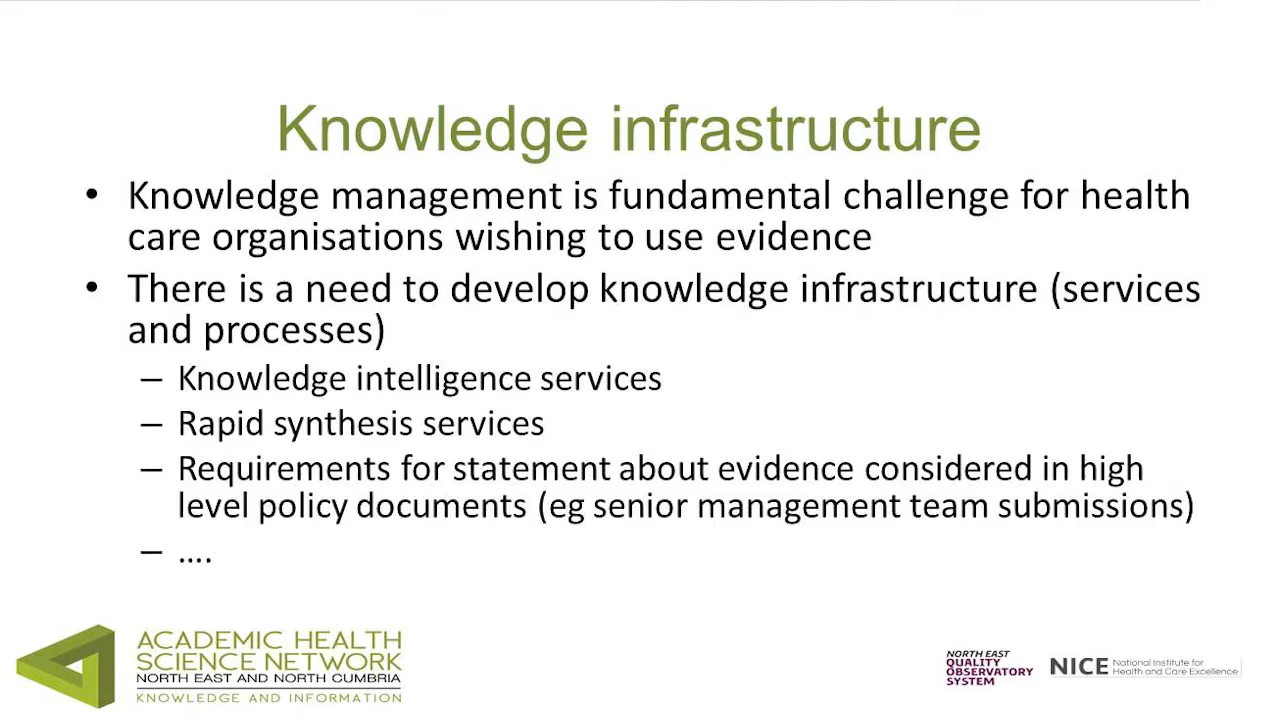 Knowledge infrastructure
• Knowledge management is fundamental challenge for health
care organisations wishing to use evidence
• There is a need to develop knowledge infrastructure (services
and processes)
– Knowledge intelligence services
– Rapid synthesis services
– Requirements for statement about evidence considered in high
level policy documents (eg senior management team submissions)
– ….
ACADEMIC HEALTH
SCIENCE NETWORK
NORTH EAST AND NORTH CUMBRIA
KNOWLEDGE AND INFORMATION
NORTH EAST
QUALITY
OBSERVATORY
SYSTEM
NICE National Institute for
Health and Care Excellence